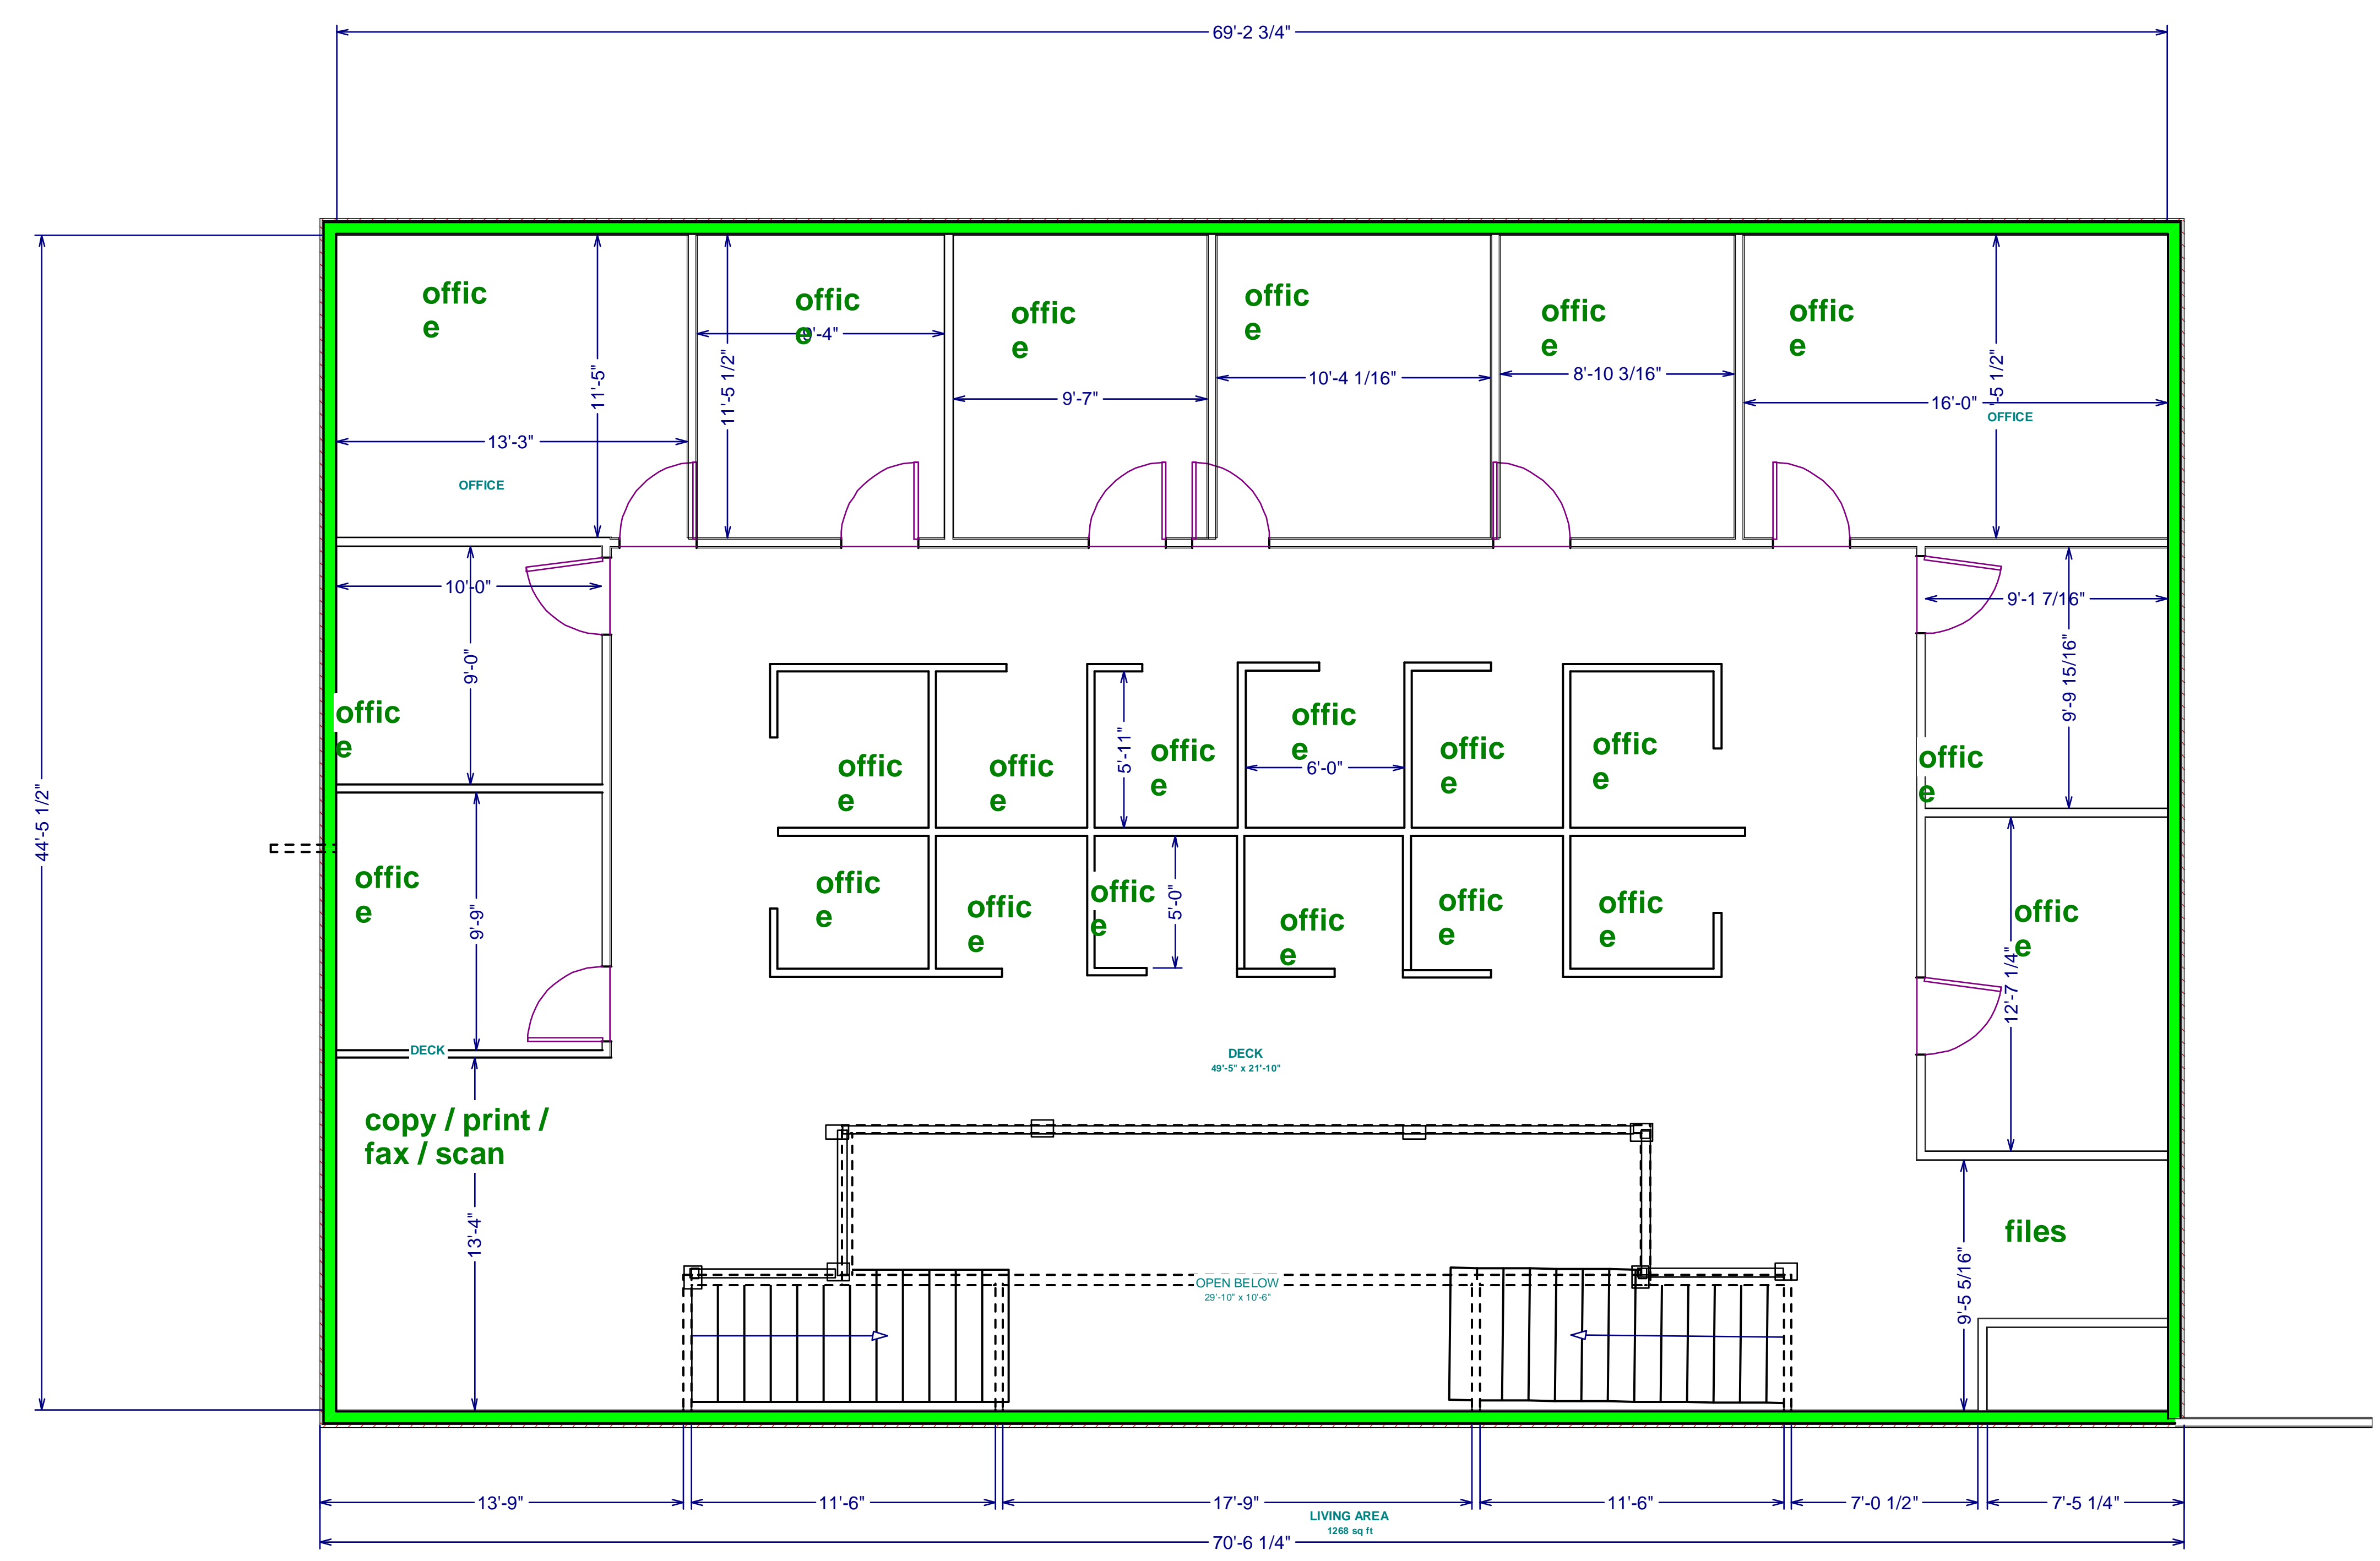 69'-2 3/4"
offic
e
offic
e
offic
e
offic
e
offic
e
offic
e
9'-4"
11'-5"
11'-5 1/2"
9'-7"
10'-4 1/16"
8'-10 3/16"
16'-0"
'-5 1/2"
OFFICE
13'-3"
OFFICE
10'-0"
9'-0"
9'-1 7/16"
9'-9 15/16"
offic
e
offic
e
offic
e
offic
e
5'-11"
offic
e
6'-0"
offic
e
offic
e
offic
e
44'-5 1/2"
offic
e
9'-9"
offic
e
offic
e
offic
e
5'-0"
offic
e
offic
e
offic
e
offic
e
12'-7 1/4"
DECK
DECK
49'-5" x 21'-10"
copy / print /
fax / scan
13'-4"
files
9'-5 5/16"
OPEN BELOW
29'-10" x 10'-6"
13'-9"
11'-6"
17'-9"
11'-6"
7'-0 1/2"
7'-5 1/4"
LIVING AREA
1268 sq ft
70'-6 1/4"